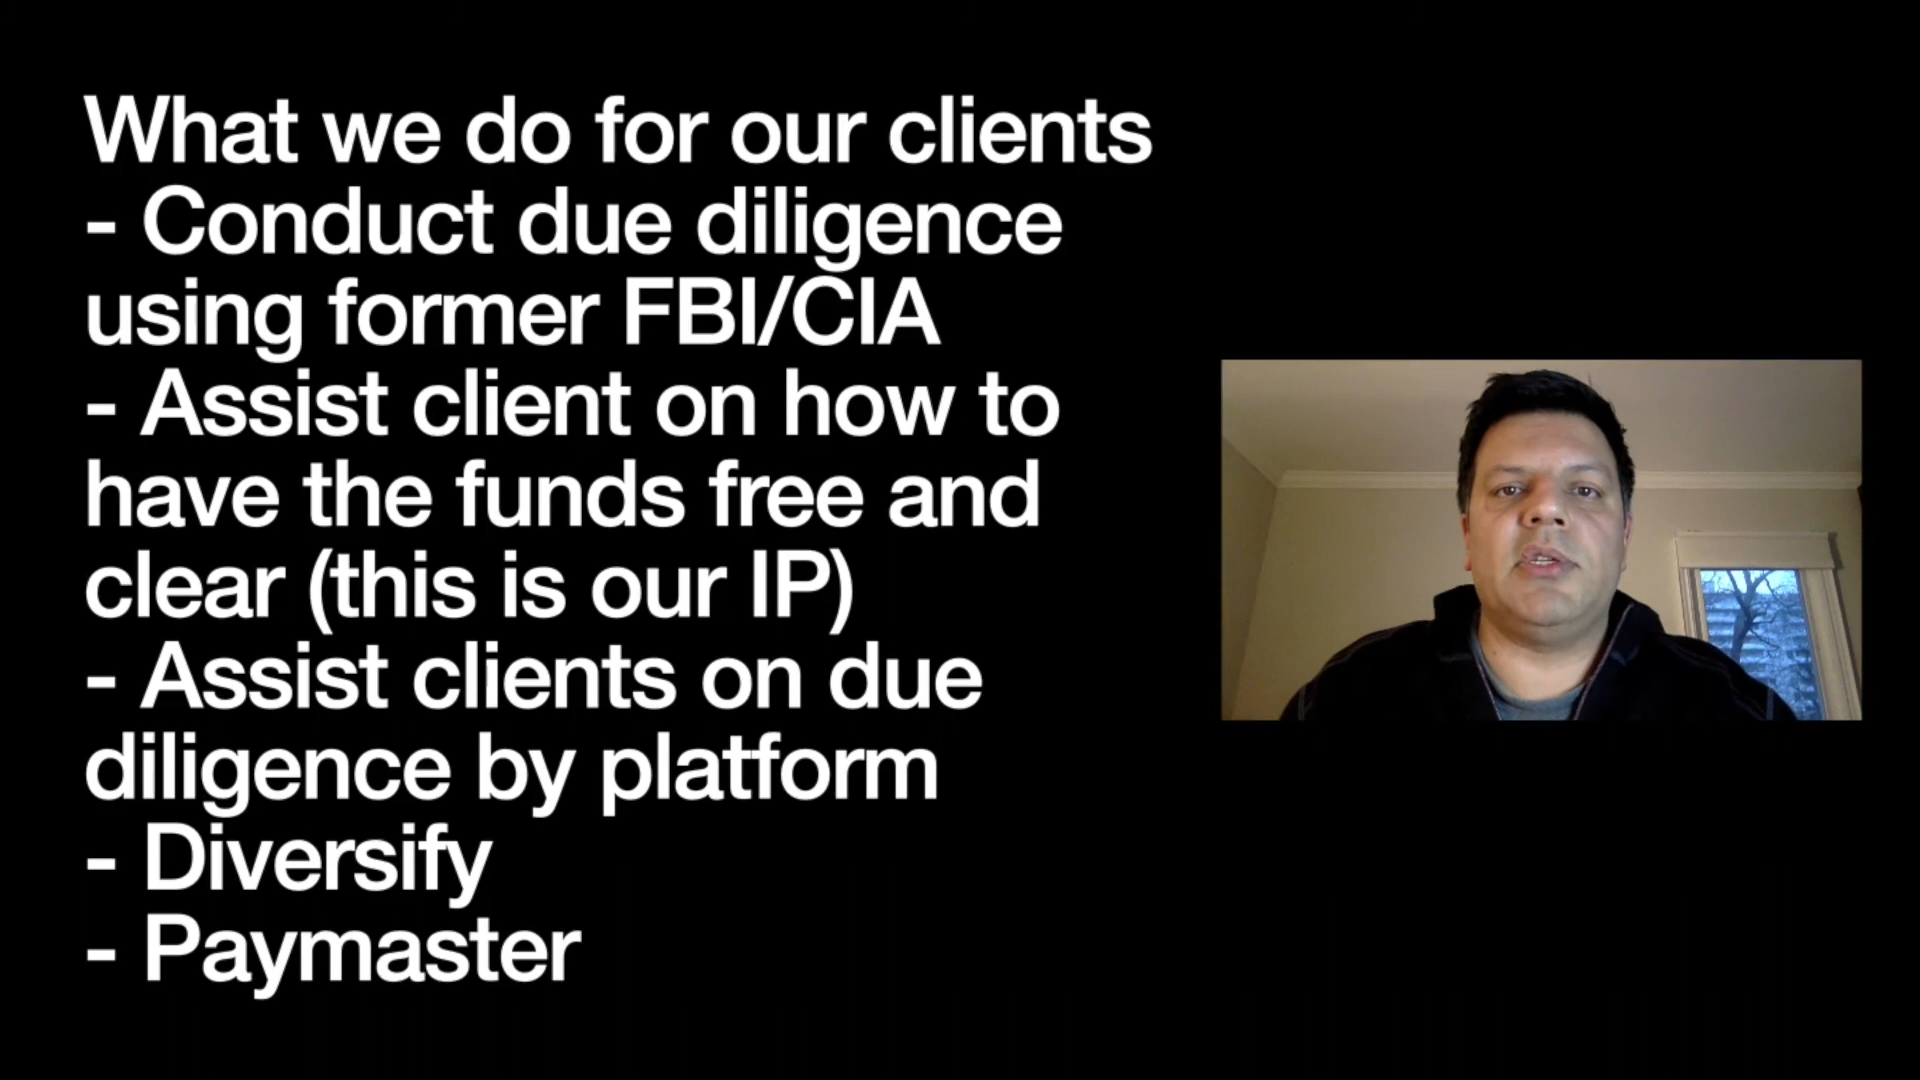 What we do for our clients
- Conduct due diligence
using former FBI/CIA
- Assist client on how to
have the funds free and
clear (this is our IP)
- Assist clients on due
diligence by platform
- Diversify
- Paymaster